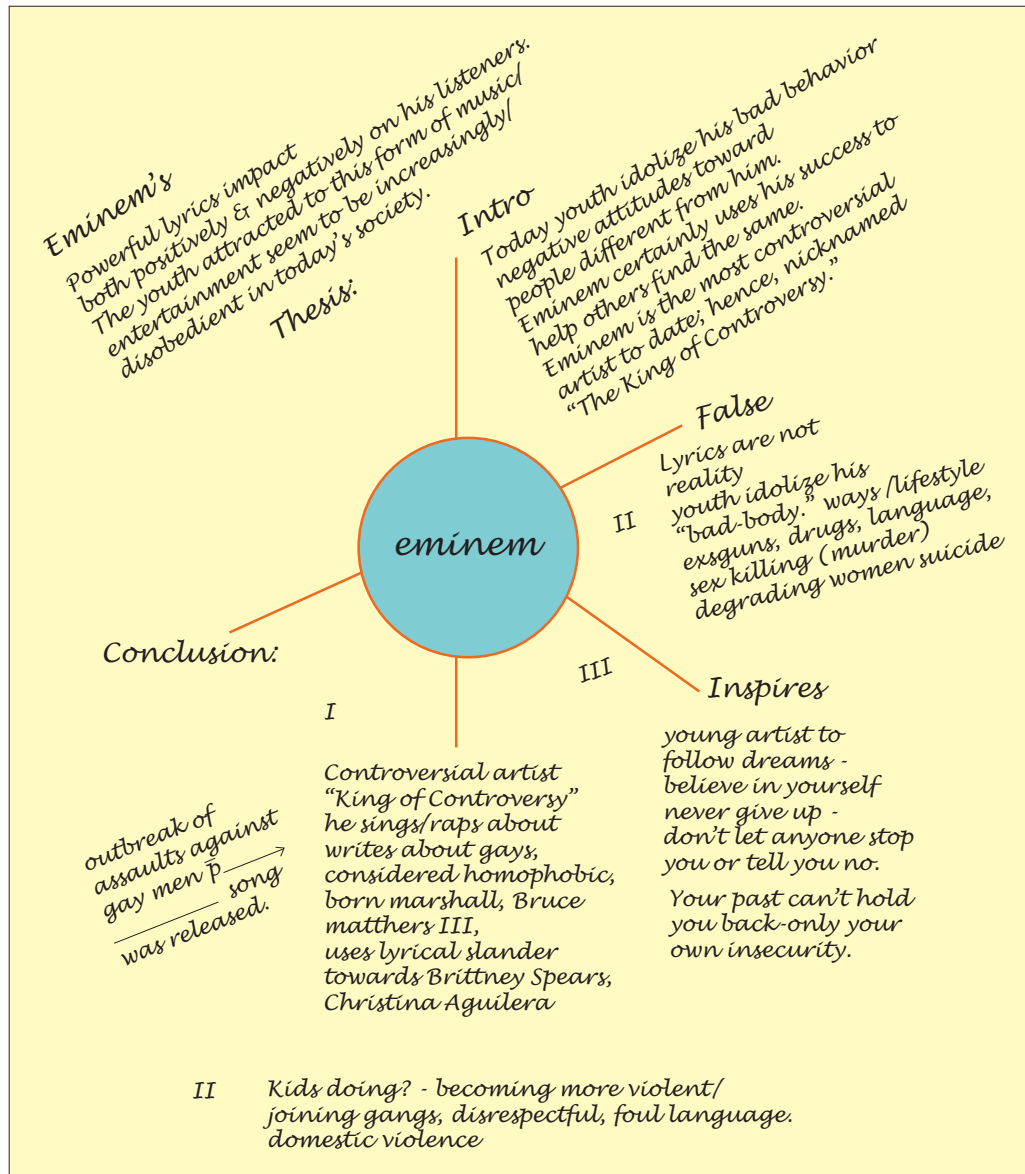 Eminem's
Powerful lyrics impact
both positively & negatively on his listeners.
The youth attracted to this form of music/
entertainment seem to be increasingly/
disobedient in today's society.
Thesis:
Intro
Today youth idolize his bad behavior
negative attitudes toward
people different from him.
Eminem certainly uses his success to
help others find the same.
Eminem is the most controversial
artist to date; hence, nicknamed
“The King of Controversy.”
False
Lyrics are not
reality
youth idolize his
“bad-body.” ways /lifestyle
exsguns, drugs, language,
sex killing (murder)
degrading women suicide
II
eminem
Conclusion:
III
Inspires
young artist to
follow dreams -
believe in yourself
never give up -
don't let anyone stop
you or tell you no.
Your past can't hold
you back-only your
own insecurity.
I
Controversial artist
“King of Controversy”
he sings/raps about
writes about gays,
considered homophobic,
born marshall, Bruce
matthers III,
uses lyrical slander
towards Brittney Spears,
Christina Aguilera
outbreak of
assaults against
gay men p̄
song
was released.
II
Kids doing? - becoming more violent/
joining gangs, disrespectful, foul language.
domestic violence